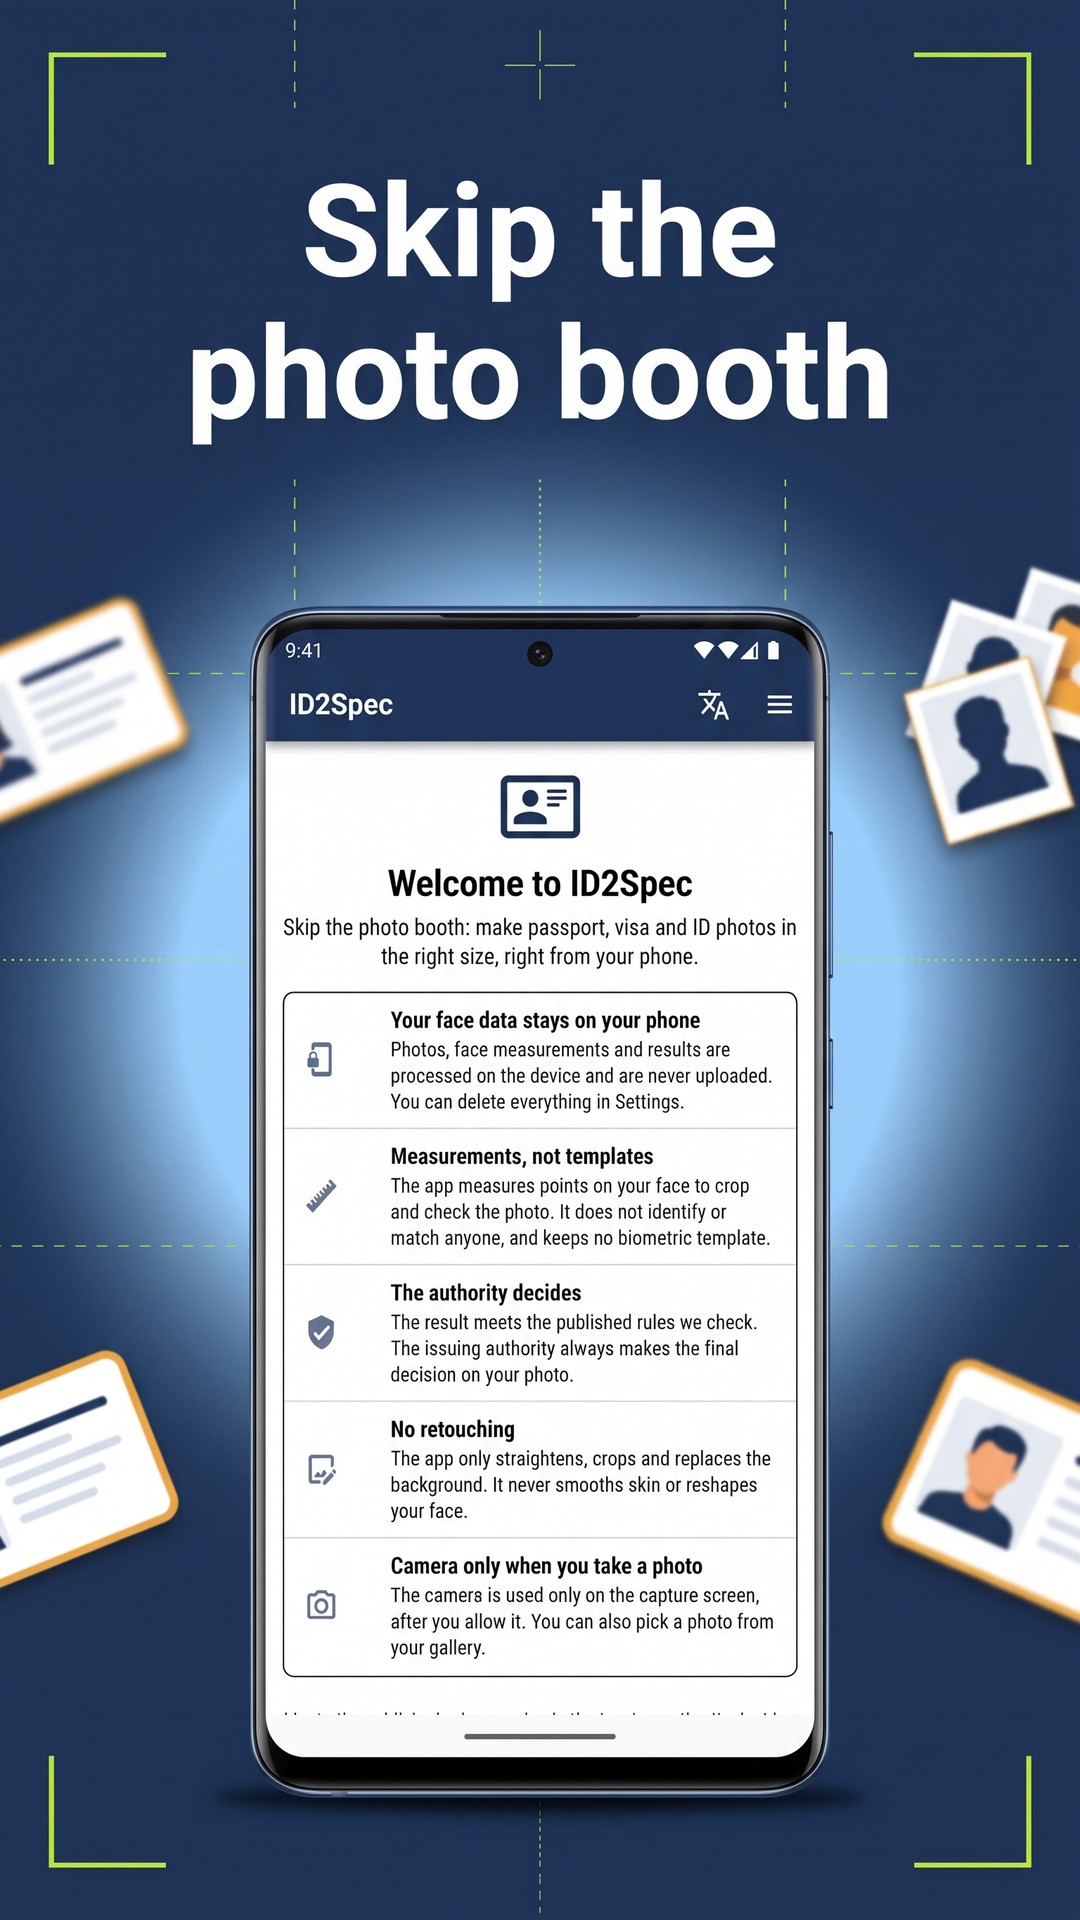 Skip the
photo booth
9:41
ID2Spec
Welcome to ID2Spec
Skip the photo booth: make passport, visa and ID photos in
the right size, right from your phone.
Your face data stays on your phone
Photos, face measurements and results are
processed on the device and are never uploaded.
You can delete everything in Settings.
Measurements, not templates
The app measures points on your face to crop
and check the photo. It does not identify or
match anyone, and keeps no biometric template.
The authority decides
The result meets the published rules we check.
The issuing authority always makes the final
decision on your photo.
No retouching
The app only straightens, crops and replaces the
background. It never smooths skin or reshapes
your face.
Camera only when you take a photo
The camera is used only on the capture screen,
after you allow it. You can also pick a photo from
your gallery.